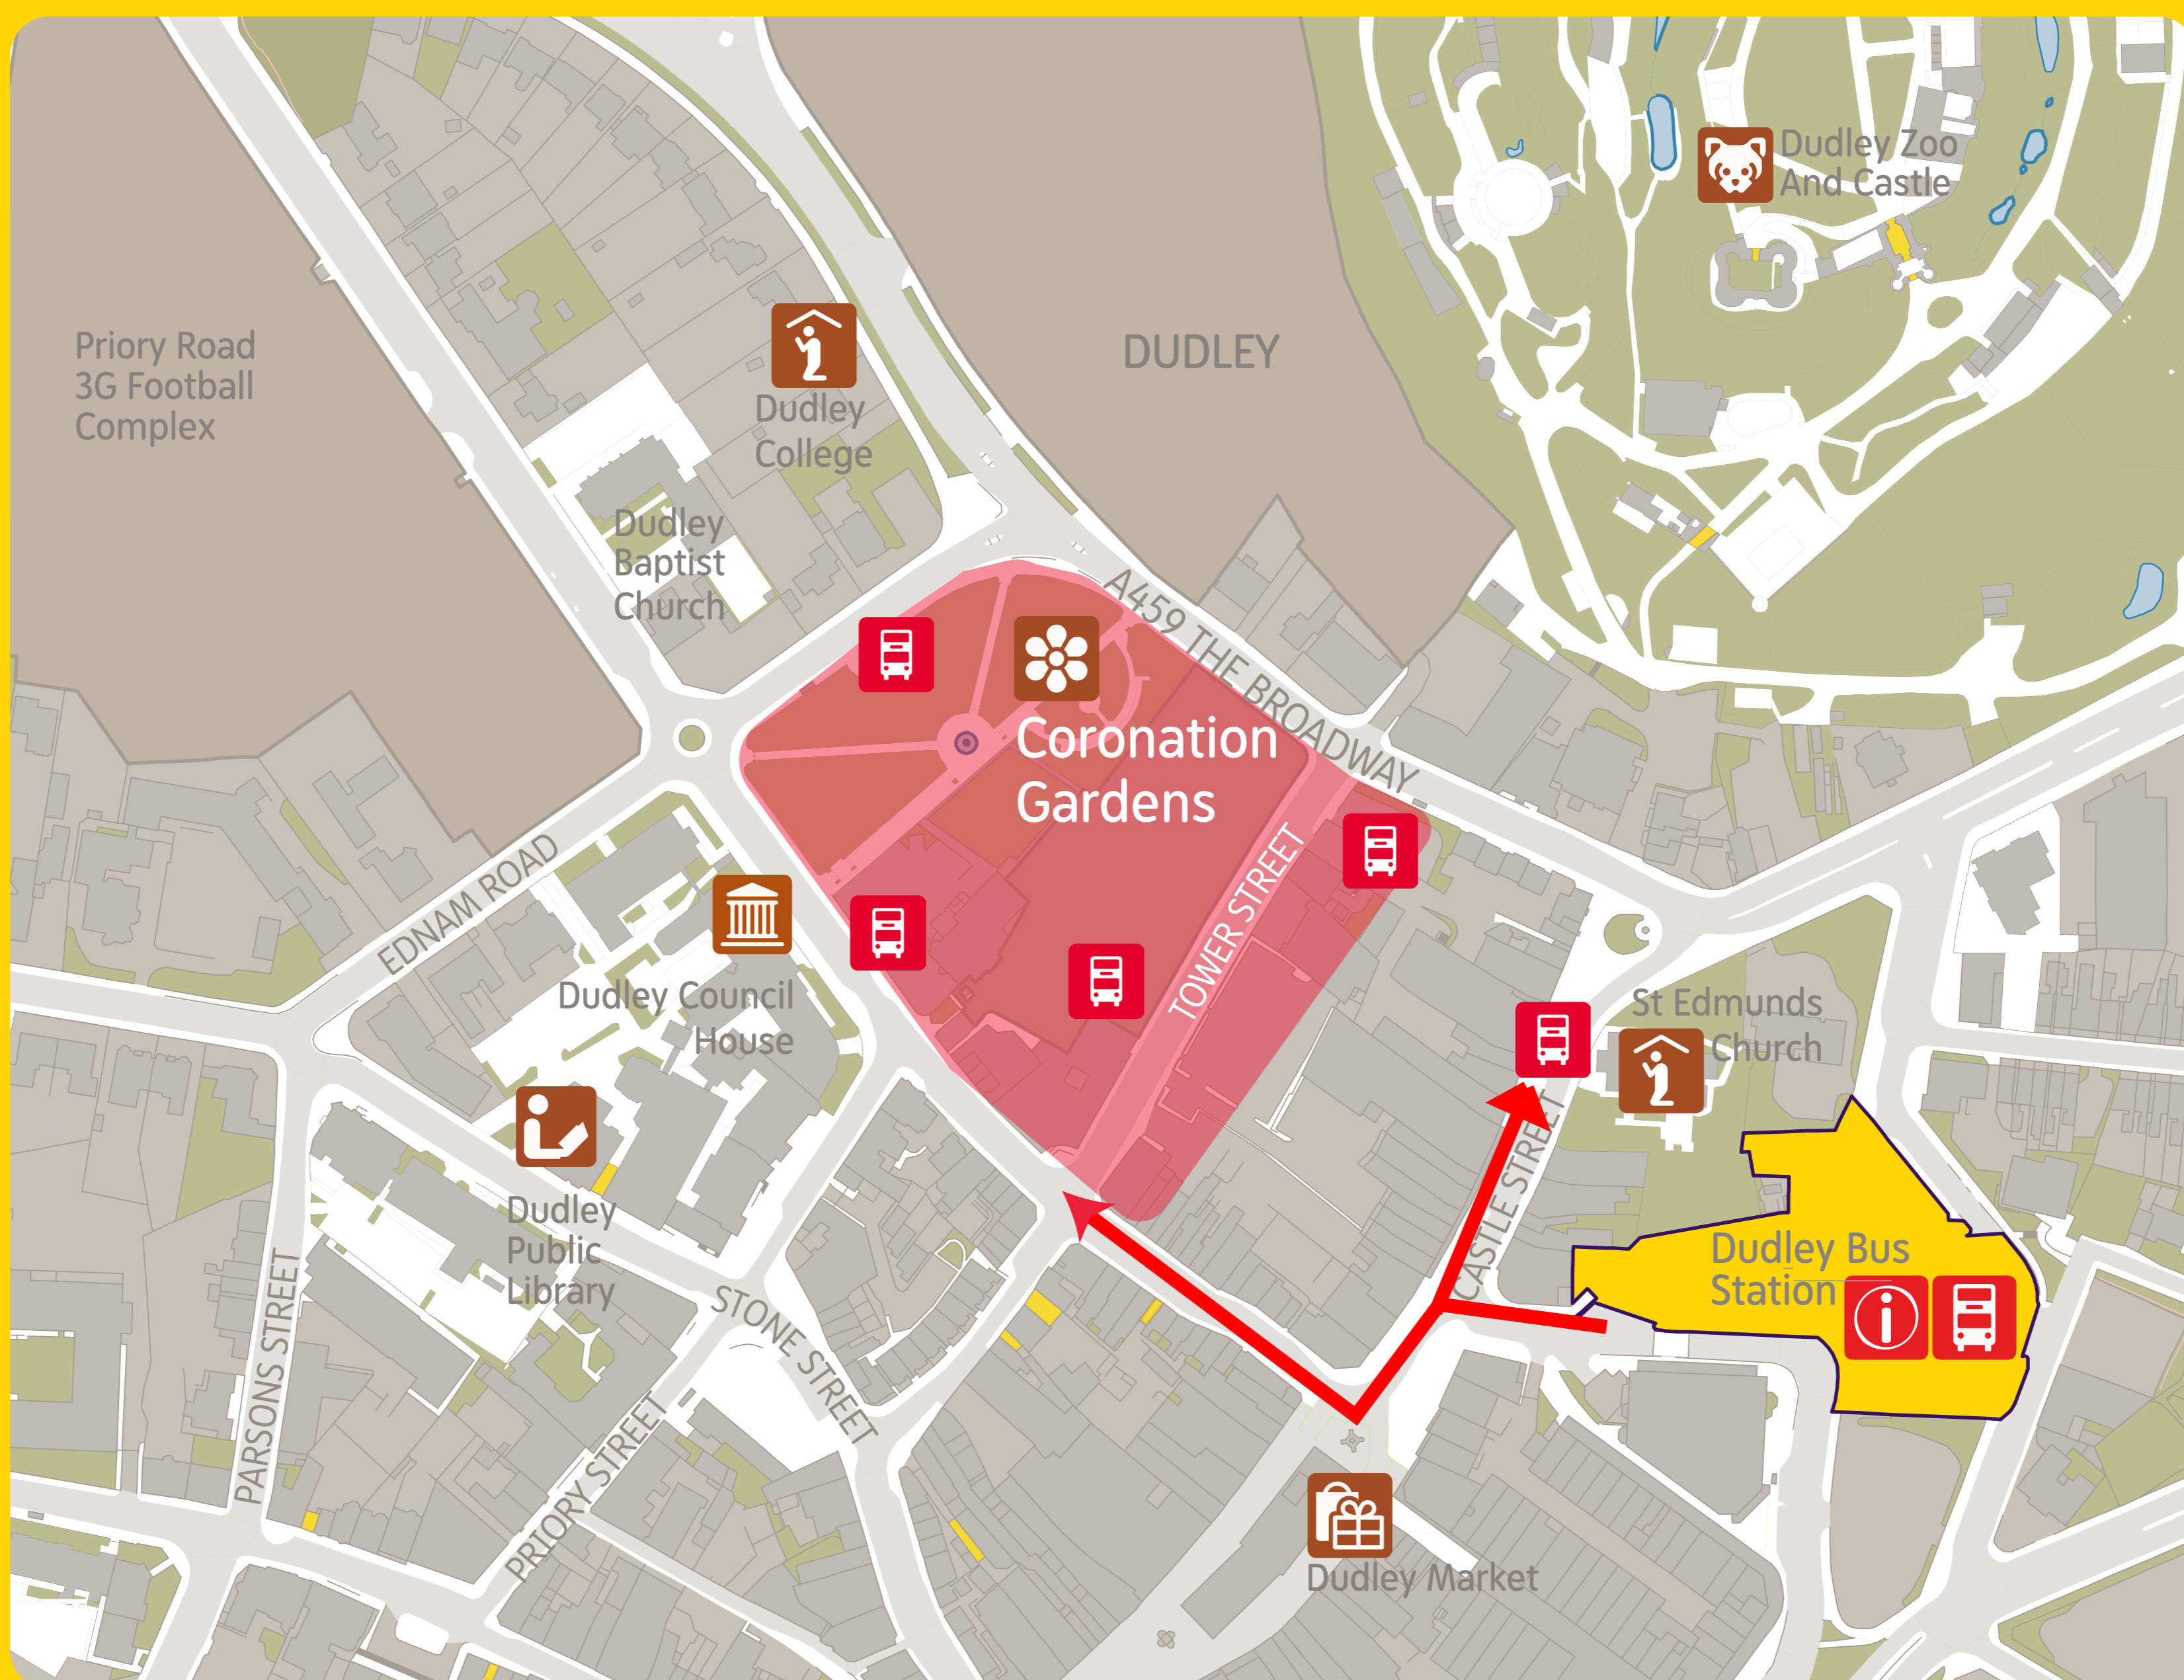 Dudley Zoo
And Castle
Priory Road
3G Football
Complex
DUDLEY
Dudley
College
Dudley
Baptist
Church
A459 THE BROADWAY
Coronation
Gardens
EDNAM ROAD
TOWER STREET
Dudley Council
House
St Edmunds
Church
CASTLE STREET
Dudley
Public
Library
Dudley Bus
Station
PARSONS STREET
STONE STREET
PRIORY STREET
Dudley Market